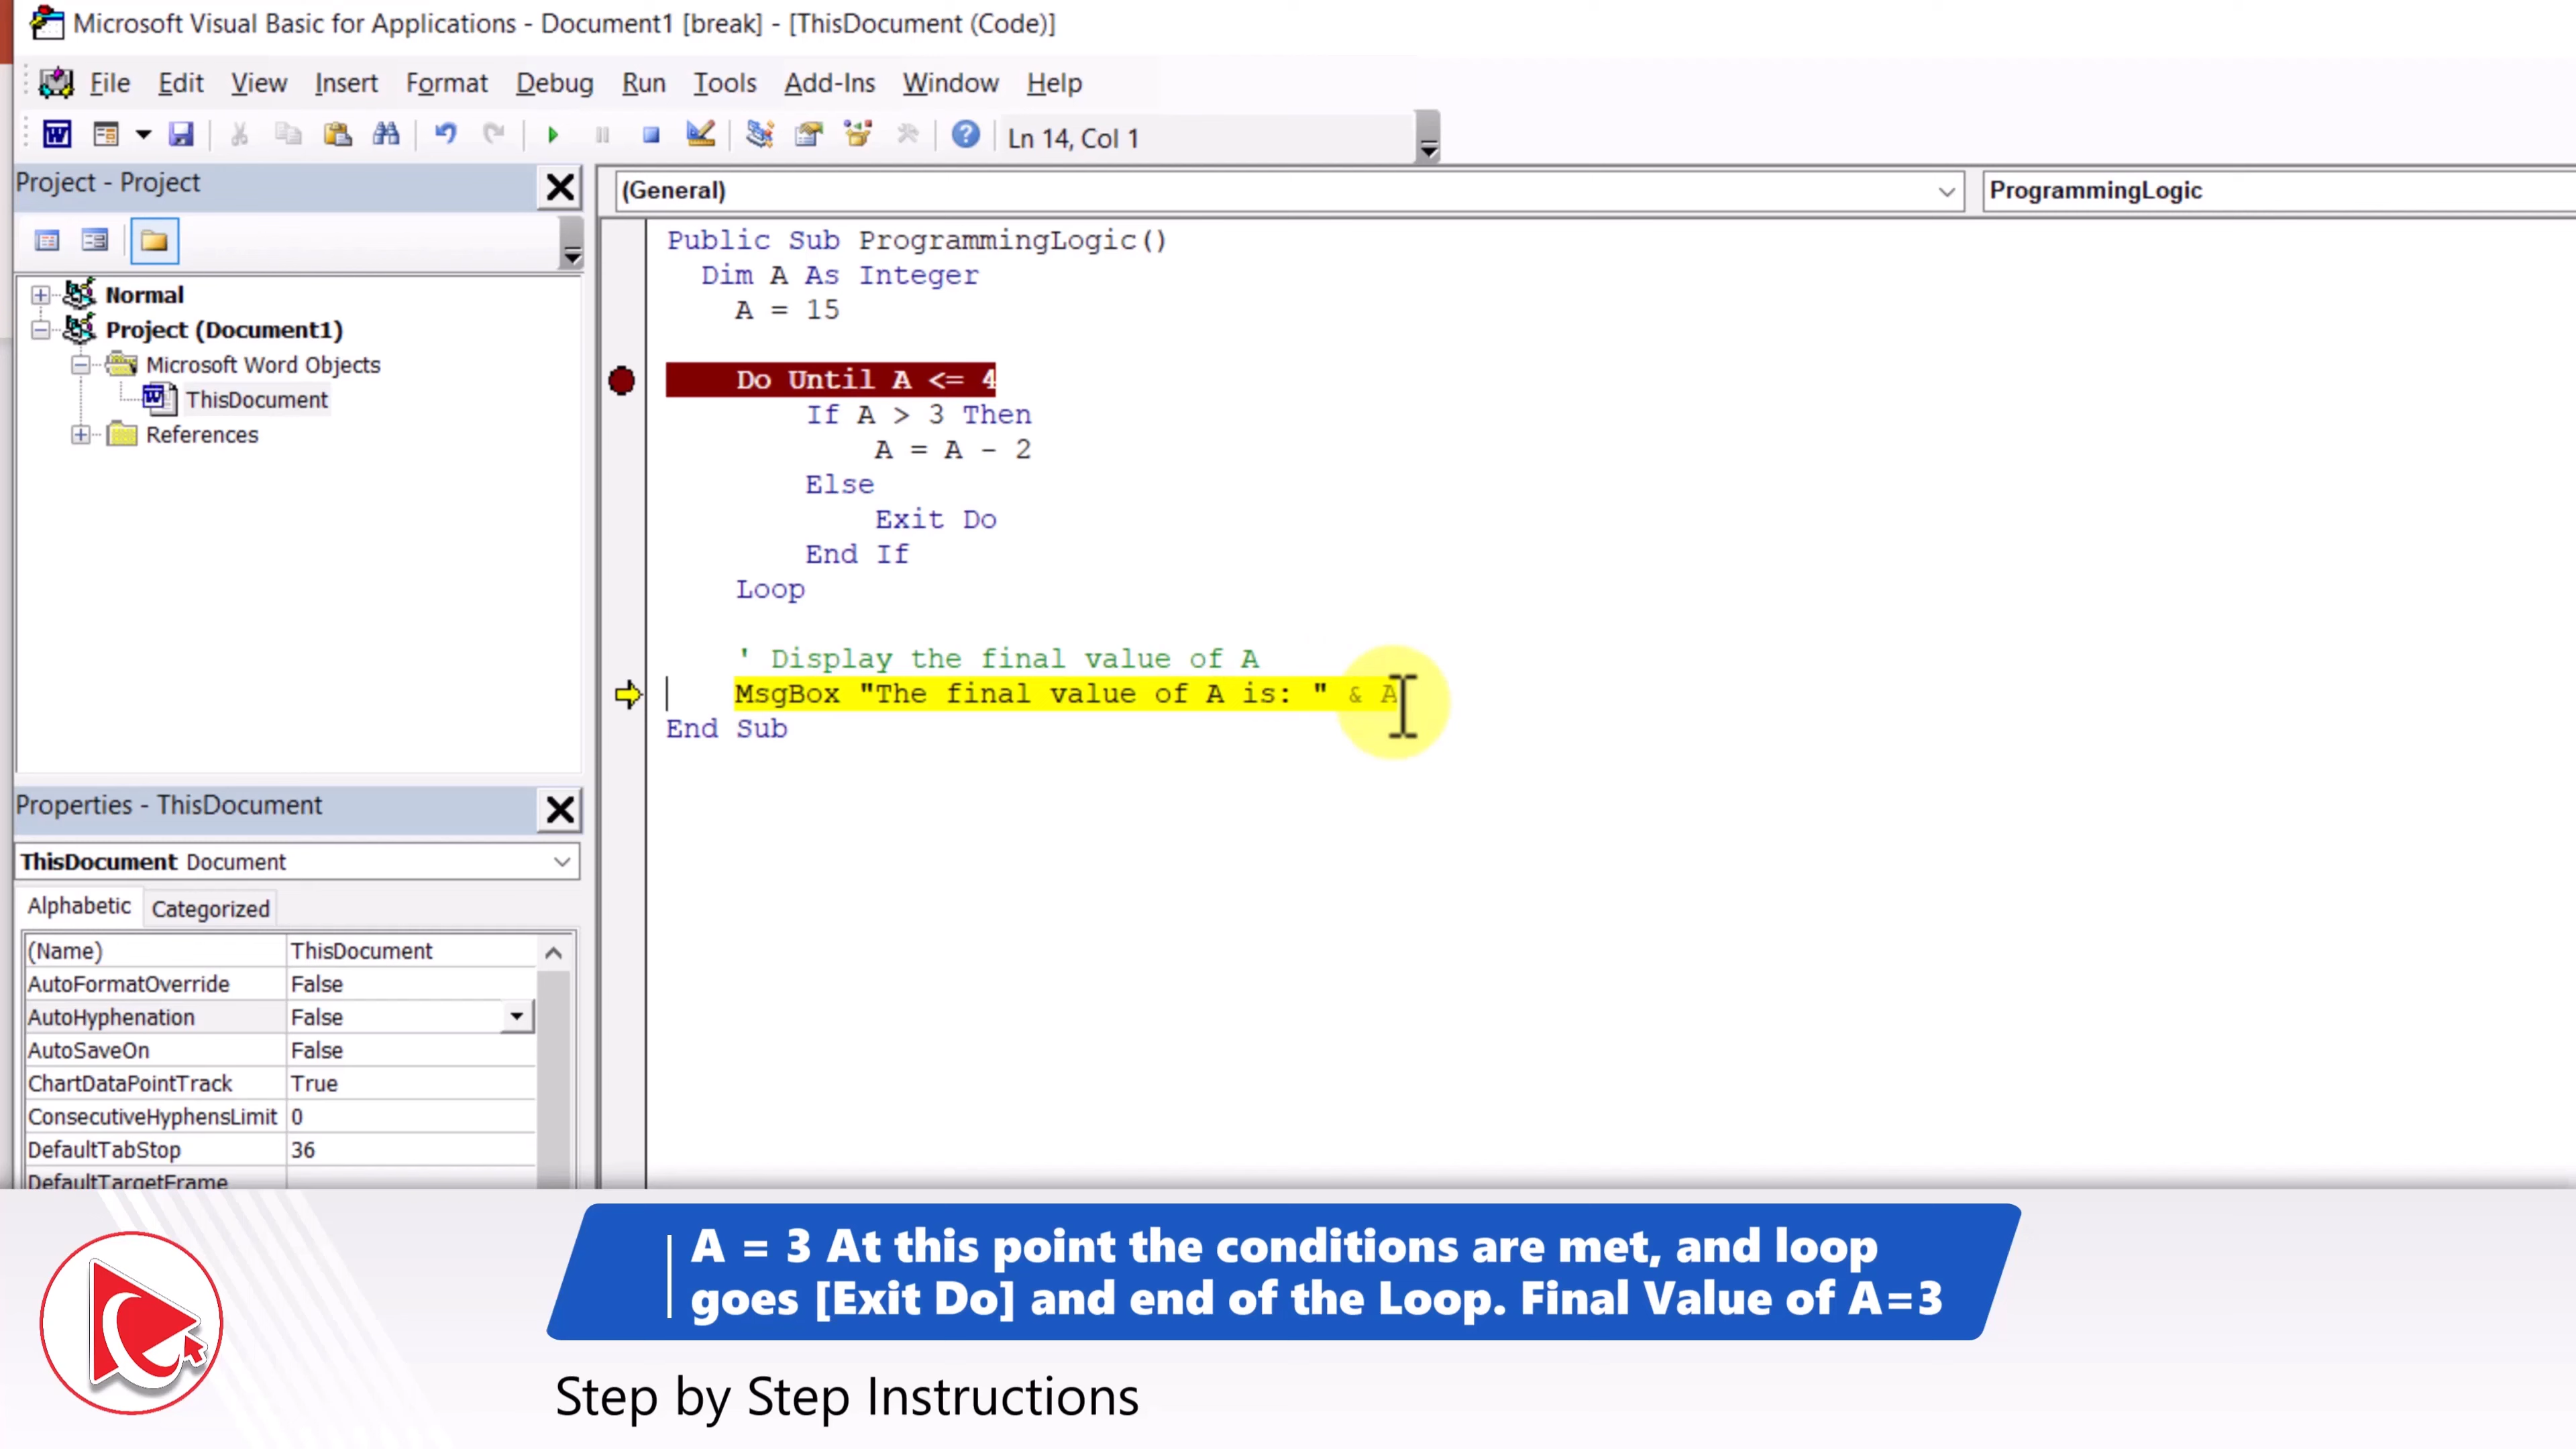 Microsoft Visual Basic for Applications - Document1 [break] - [ThisDocument (Code)]
File Edit View Insert Format Debug Run Tools Add-Ins Window Help
Ln 14, Col 1
Project - Project
Normal
Project (Document1)
Microsoft Word Objects
ThisDocument
References
(General) ProgrammingLogic
Public Sub ProgrammingLogic()
Dim A As Integer
A = 15
Do Until A <= 4
If A > 3 Then
A = A - 2
Else
Exit Do
End If
Loop
' Display the final value of A
MsgBox "The final value of A is: " & A
End Sub
Properties - ThisDocument
ThisDocument Document
Alphabetic Categorized
(Name) ThisDocument
AutoFormatOverride False
AutoHyphenation False
AutoSaveOn False
ChartDataPointTrack True
ConsecutiveHyphensLimit 0
DefaultTabStop 36
DefaultTargetFrame
A = 3 At this point the conditions are met, and loop
goes [Exit Do] and end of the Loop. Final Value of A=3
Step by Step Instructions